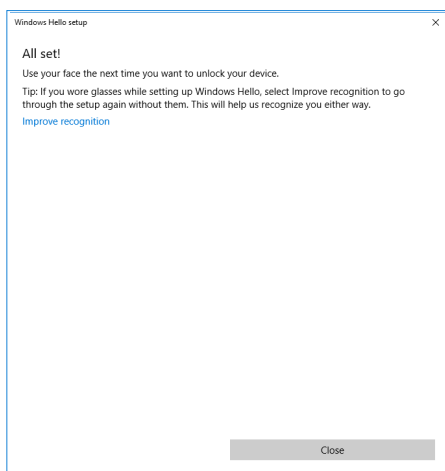 Windows Hello setup
All set!
Use your face the next time you want to unlock your device.
Tip: If you wore glasses while setting up Windows Hello, select Improve recognition to go
through the setup again without them. This will help us recognize you either way.
Improve recognition
Close